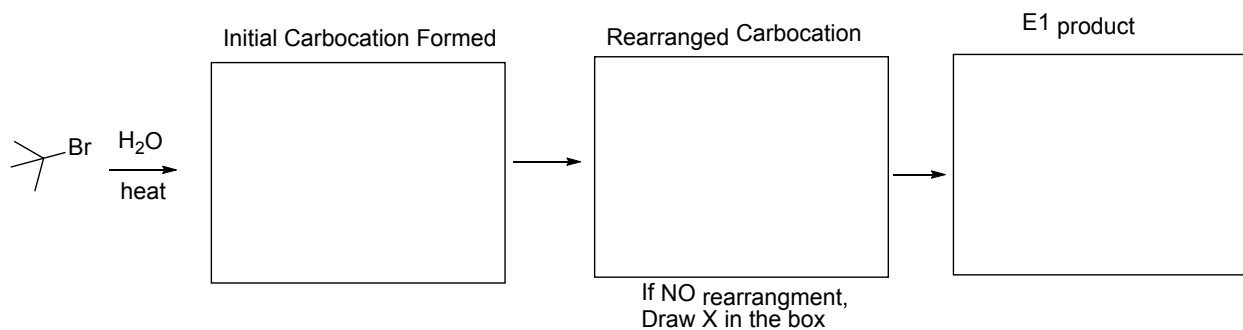 Initial Carbocation Formed
Rearranged Carbocation
E1 product
Br
H2O
heat
If NO rearrangment,
Draw X in the box